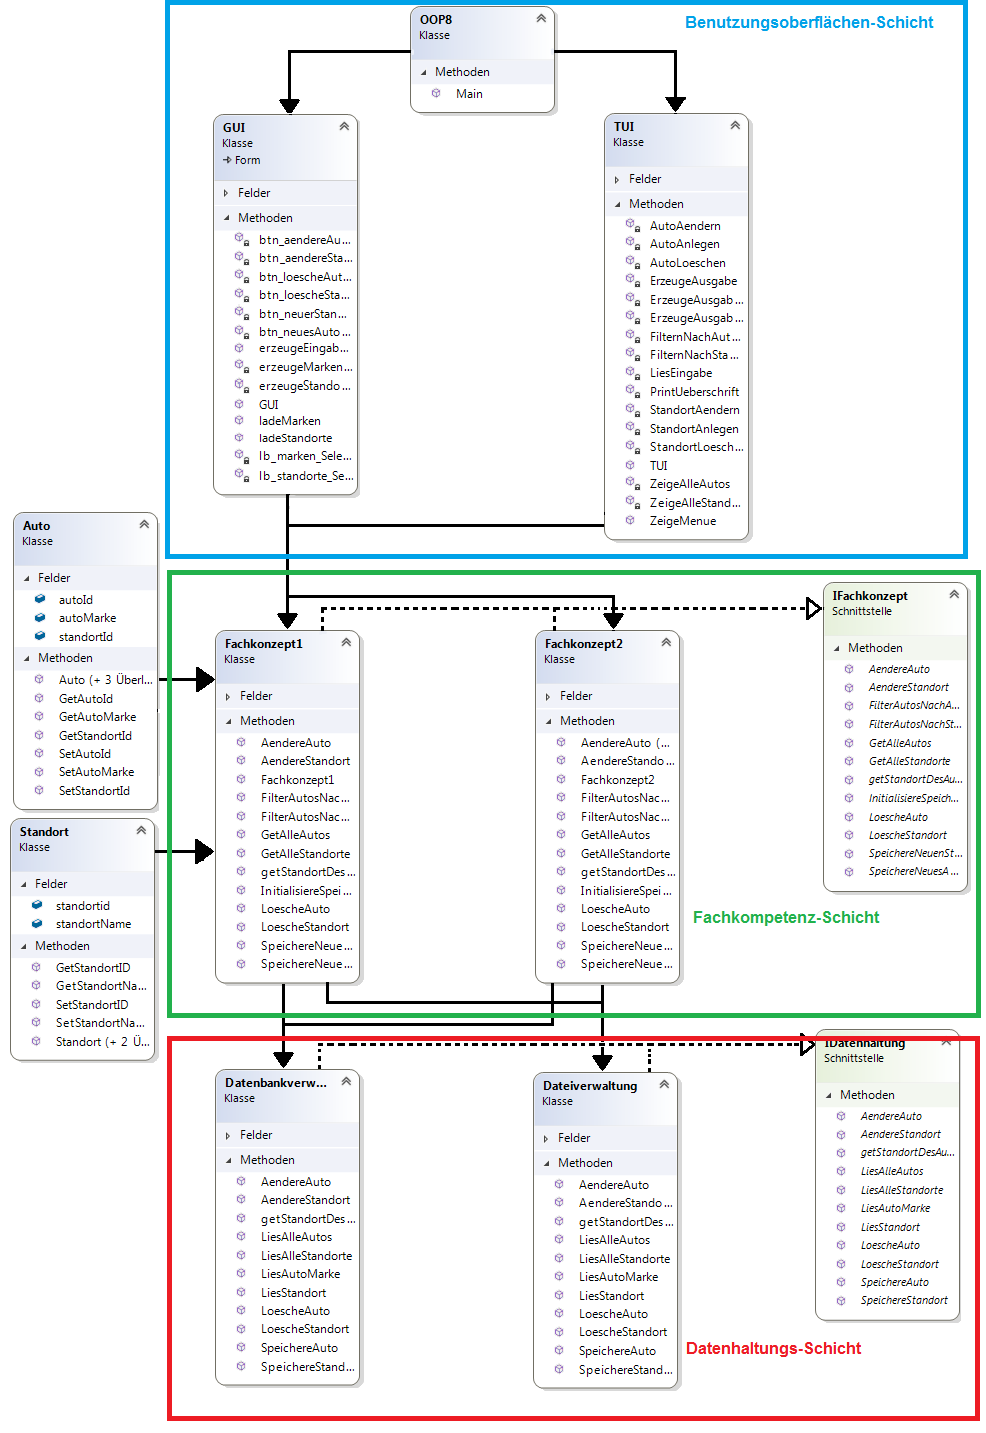 Benutzungsoberflächen-Schicht
OOP8
Klasse
Methoden
Main
GUI
Klasse
Form
Felder
Methoden
btn_aendereAu...
btn_aendereSta...
btn_loescheAut...
btn_loescheSta...
btn_neuerStan...
btn_neuesAuto...
erzeugeEingab...
erzeugeMarken...
erzeugeStando...
GUI
ladeMarken
ladeStandorte
lb_marken_Sele...
lb_standorte_Se...
TUI
Klasse
Felder
Methoden
AutoAendern
AutoAnlegen
AutoLoeschen
ErzeugeAusgabe
ErzeugeAusgab...
ErzeugeAusgab...
FilternNachAut...
FilternNachSta...
LiesEingabe
PrintUeberschrift
StandortAendern
StandortAnlegen
StandortLoesch...
TUI
ZeigeAlleAutos
ZeigeAlleStand...
ZeigeMenue
Auto
Klasse
Felder
autoId
autoMarke
standortId
Methoden
Auto (+ 3 Überl...
GetAutoId
GetAutoMarke
GetStandortId
SetAutoId
SetAutoMarke
SetStandortId
Standort
Klasse
Felder
standortid
standortName
Methoden
GetStandortID
GetStandortNa...
SetStandortID
SetStandortNa...
Standort (+ 2 Ü...
Fachkonzept1
Klasse
Felder
Methoden
AendereAuto
AendereStandort
Fachkonzept1
FilterAutosNac...
FilterAutosNac...
GetAlleAutos
GetAlleStandorte
getStandortDes...
InitialisiereSpei...
LoescheAuto
LoescheStandort
SpeichereNeue...
SpeichereNeue...
Fachkonzept2
Klasse
Felder
Methoden
AendereAuto (...
AendereStando...
Fachkonzept2
FilterAutosNac...
FilterAutosNac...
GetAlleAutos
GetAlleStandorte
getStandortDes...
InitialisiereSpei...
LoescheAuto
LoescheStandort
SpeichereNeue...
SpeichereNeue...
IFachkonzept
Schnittstelle
Methoden
AendereAuto
AendereStandort
FilterAutosNachA...
FilterAutosNachSt...
GetAlleAutos
GetAlleStandorte
getStandortDesAu...
InitialisiereSpeich...
LoescheAuto
LoescheStandort
SpeichereNeuenSt...
SpeichereNeuesA...
Fachkompetenz-Schicht
Datenbankverw...
Klasse
Felder
Methoden
AendereAuto
AendereStandort
getStandortDes...
LiesAlleAutos
LiesAlleStandorte
LiesAutoMarke
LiesStandort
LoescheAuto
LoescheStandort
SpeichereAuto
SpeichereStand...
Dateiverwaltung
Klasse
Felder
Methoden
AendereAuto
AendereStando...
getStandortDes...
LiesAlleAutos
LiesAlleStandorte
LiesAutoMarke
LiesStandort
LoescheAuto
LoescheStandort
SpeichereAuto
SpeichereStand...
IDatenhaltung
Schnittstelle
Methoden
AendereAuto
AendereStandort
getStandortDesAu...
LiesAlleAutos
LiesAlleStandorte
LiesAutoMarke
LiesStandort
LoescheAuto
LoescheStandort
SpeichereAuto
SpeichereStandort
Datenhaltungs-Schicht